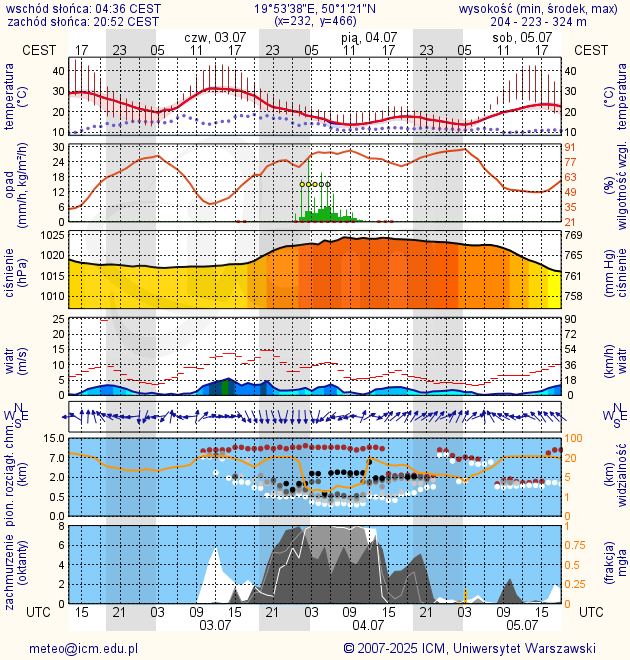 wschód słońca: 04:36 CEST 19°53'38"E, 50°1'21"N wysokość (min, środek, max)
zachód słońca: 20:52 CEST (x=232, y=466) 204 - 223 - 324 m
czw, 03.07 pią, 04.07 sob, 05.07
CEST 17 23 05 11 17 23 05 11 17 23 05 11 17 CEST
temperatura (°C)
40 30 20 10
40 30 20 10
(°C) temperatura
opad (mm/h, kg/m²/h)
30 24 18 12 6 0
91 77 63 49 35 21
(%) wilgotność wzgl.
ciśnienie (hPa)
1025 1020 1015 1010
769 765 761 758
(mm Hg) ciśnienie
wiatr (m/s)
25 20 15 10 5 0
90 72 54 36 18 0
(km/h) wiatr
N W E S
N W E S
pion. rozciągł. chm. (km)
15.0 7.0 2.0 0.5 0.0
100 20 5 1 0
(km) widzialność
zachmurzenie (oktanty)
8 6 4 2 0
1 0.75 0.5 0.25 0
(frakcja) mgła
UTC 15 21 03 09 15 21 03 09 15 21 03 09 15 UTC
03.07 04.07 05.07
meteo@icm.edu.pl © 2007-2025 ICM, Uniwersytet Warszawski